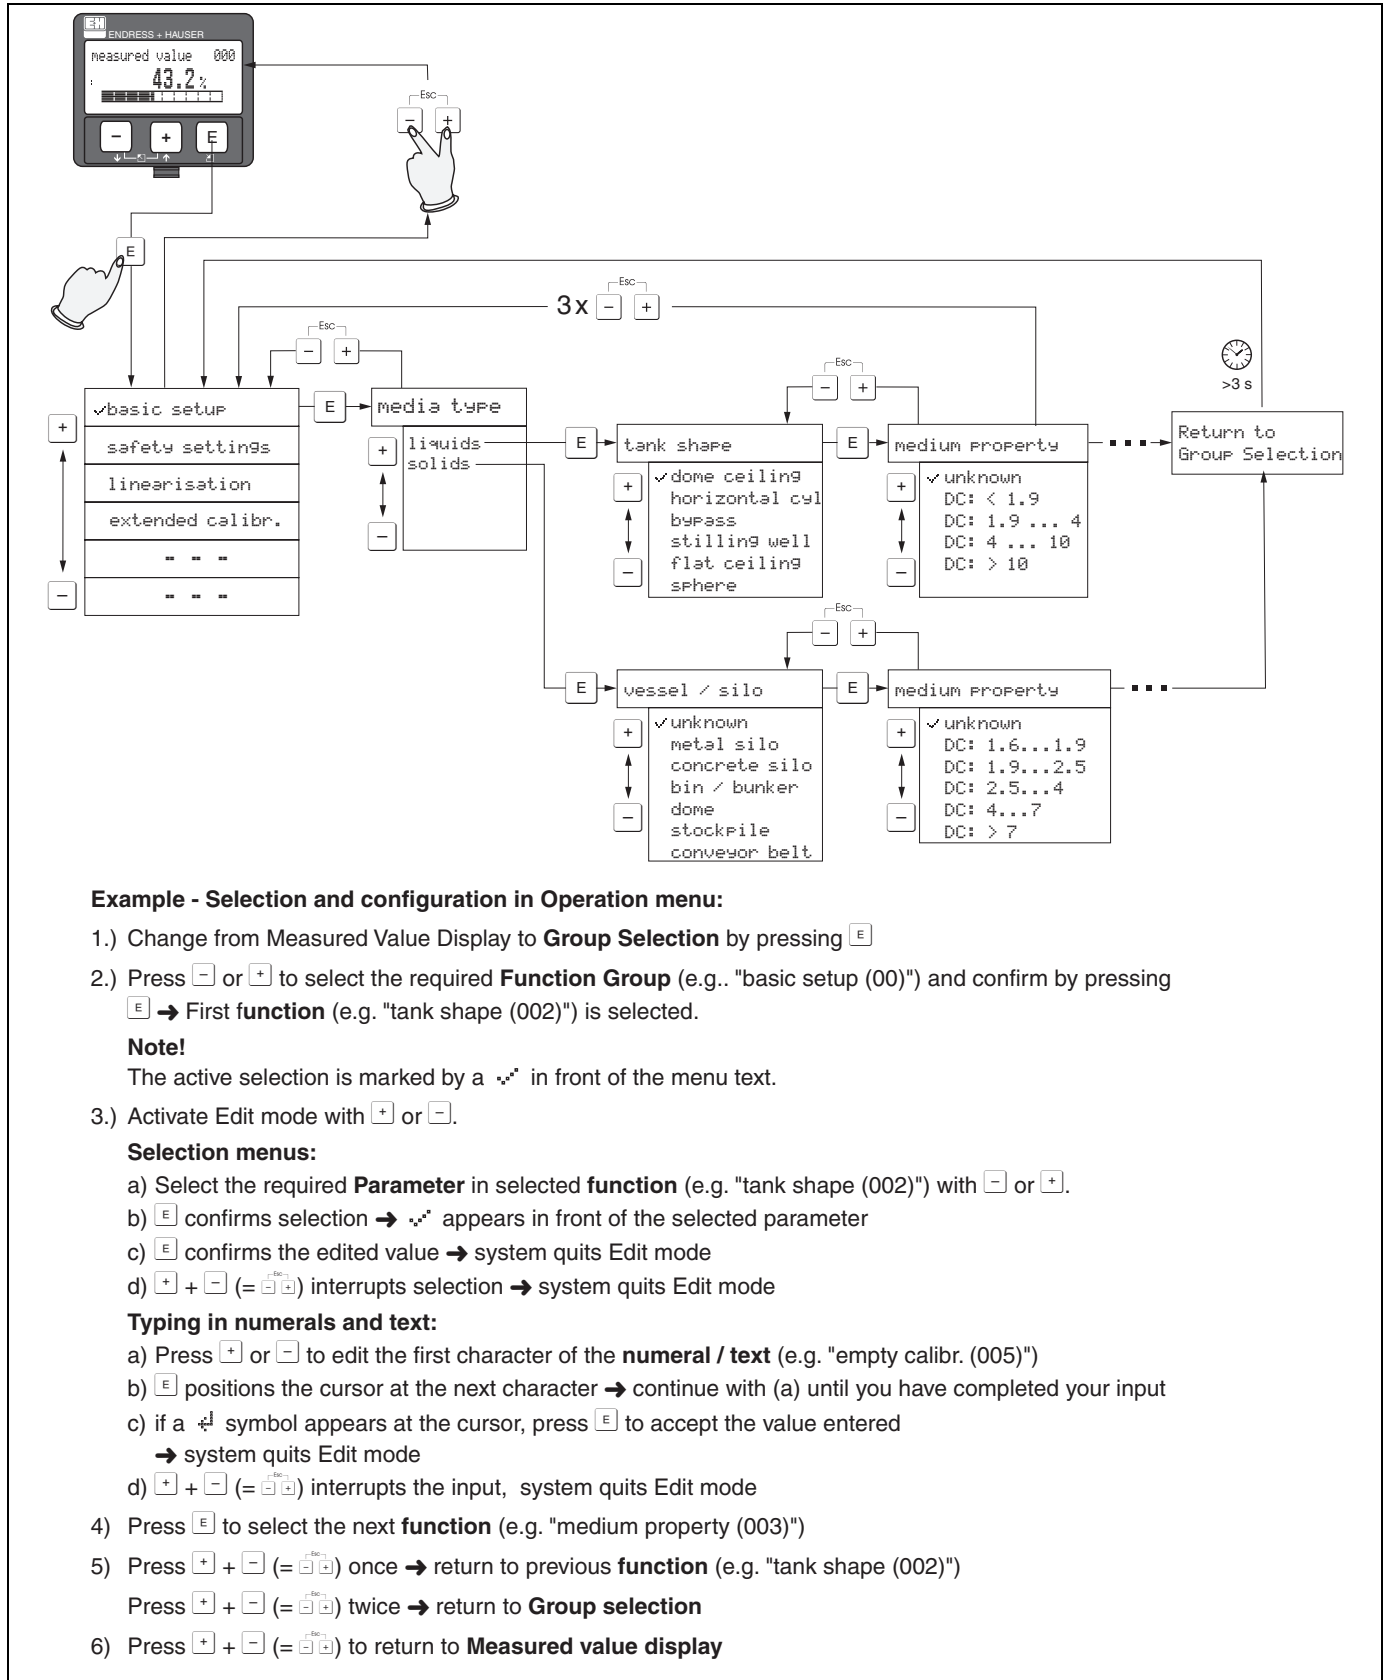 EH
ENDRESS + HAUSER
measured value 000
43.2%
- + E
Esc
- +
E
Esc
3x - +
Esc
- +
>3 s
Esc
- +
✓basic setup
E
media type
safety settings
linearisation
extended calibr.
-- -- --
-- -- --
+
-
+
-
liquids
solids
E
tank shape
E
medium property
Return to
Group Selection
+
-
✓dome ceiling
horizontal cyl
bypass
stilling well
flat ceiling
sphere
+
-
✓unknown
DC: < 1.9
DC: 1.9 ... 4
DC: 4 ... 10
DC: > 10
Esc
- +
E
vessel / silo
E
medium property
+
-
✓unknown
metal silo
concrete silo
bin / bunker
dome
stockpile
conveyor belt
+
-
✓unknown
DC: 1.6...1.9
DC: 1.9...2.5
DC: 2.5...4
DC: 4...7
DC: > 7
Example - Selection and configuration in Operation menu:
1.) Change from Measured Value Display to Group Selection by pressing E
2.) Press - or + to select the required Function Group (e.g.. "basic setup (00)") and confirm by pressing
E ➜ First function (e.g. "tank shape (002)") is selected.
Note!
The active selection is marked by a ✓ in front of the menu text.
3.) Activate Edit mode with + or -.
Selection menus:
a) Select the required Parameter in selected function (e.g. "tank shape (002)") with - or +.
b) E confirms selection ➜ ✓ appears in front of the selected parameter
c) E confirms the edited value ➜ system quits Edit mode
d) + + - (= Esc - +) interrupts selection ➜ system quits Edit mode
Typing in numerals and text:
a) Press + or - to edit the first character of the numeral / text (e.g. "empty calibr. (005)")
b) E positions the cursor at the next character ➜ continue with (a) until you have completed your input
c) if a ↵ symbol appears at the cursor, press E to accept the value entered
➜ system quits Edit mode
d) + + - (= Esc - +) interrupts the input, system quits Edit mode
4) Press E to select the next function (e.g. "medium property (003)")
5) Press + + - (= Esc - +) once ➜ return to previous function (e.g. "tank shape (002)")
Press + + - (= Esc - +) twice ➜ return to Group selection
6) Press + + - (= Esc - +) to return to Measured value display